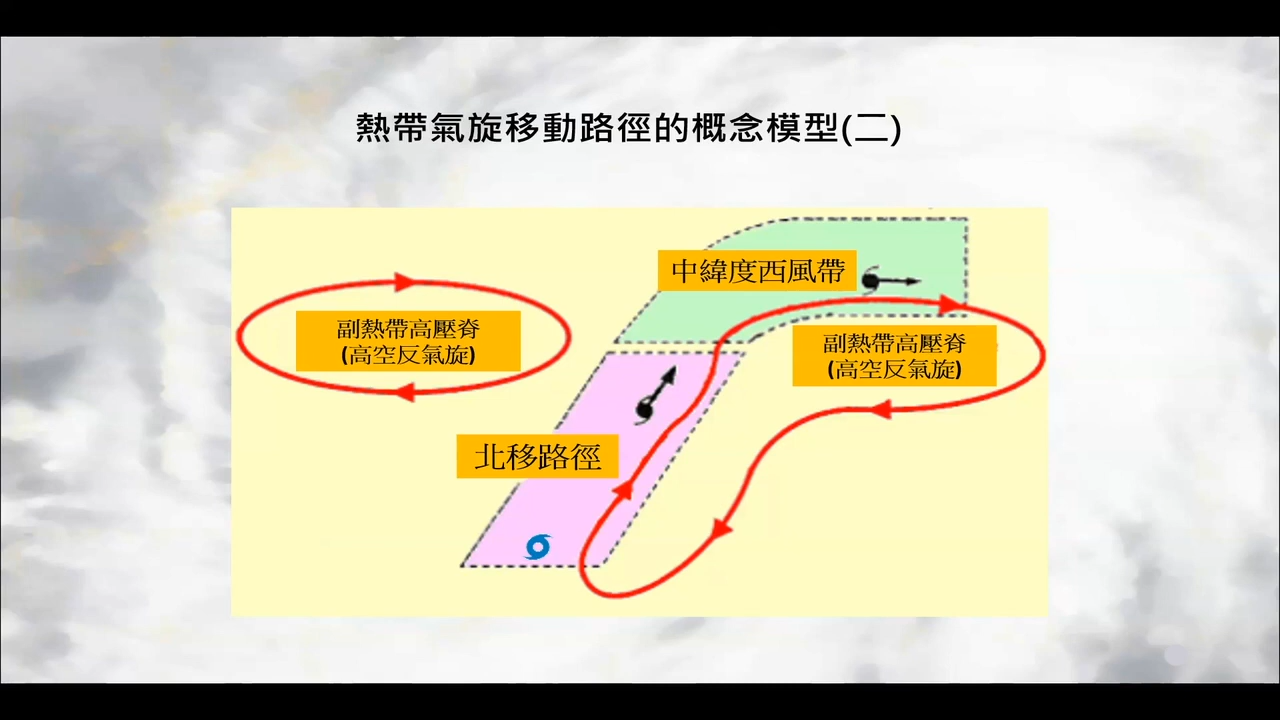 熱帶氣旋移動路徑的概念模型(二)
中緯度西風帶
副熱帶高壓脊
(高空反氣旋)
副熱帶高壓脊
(高空反氣旋)
北移路徑